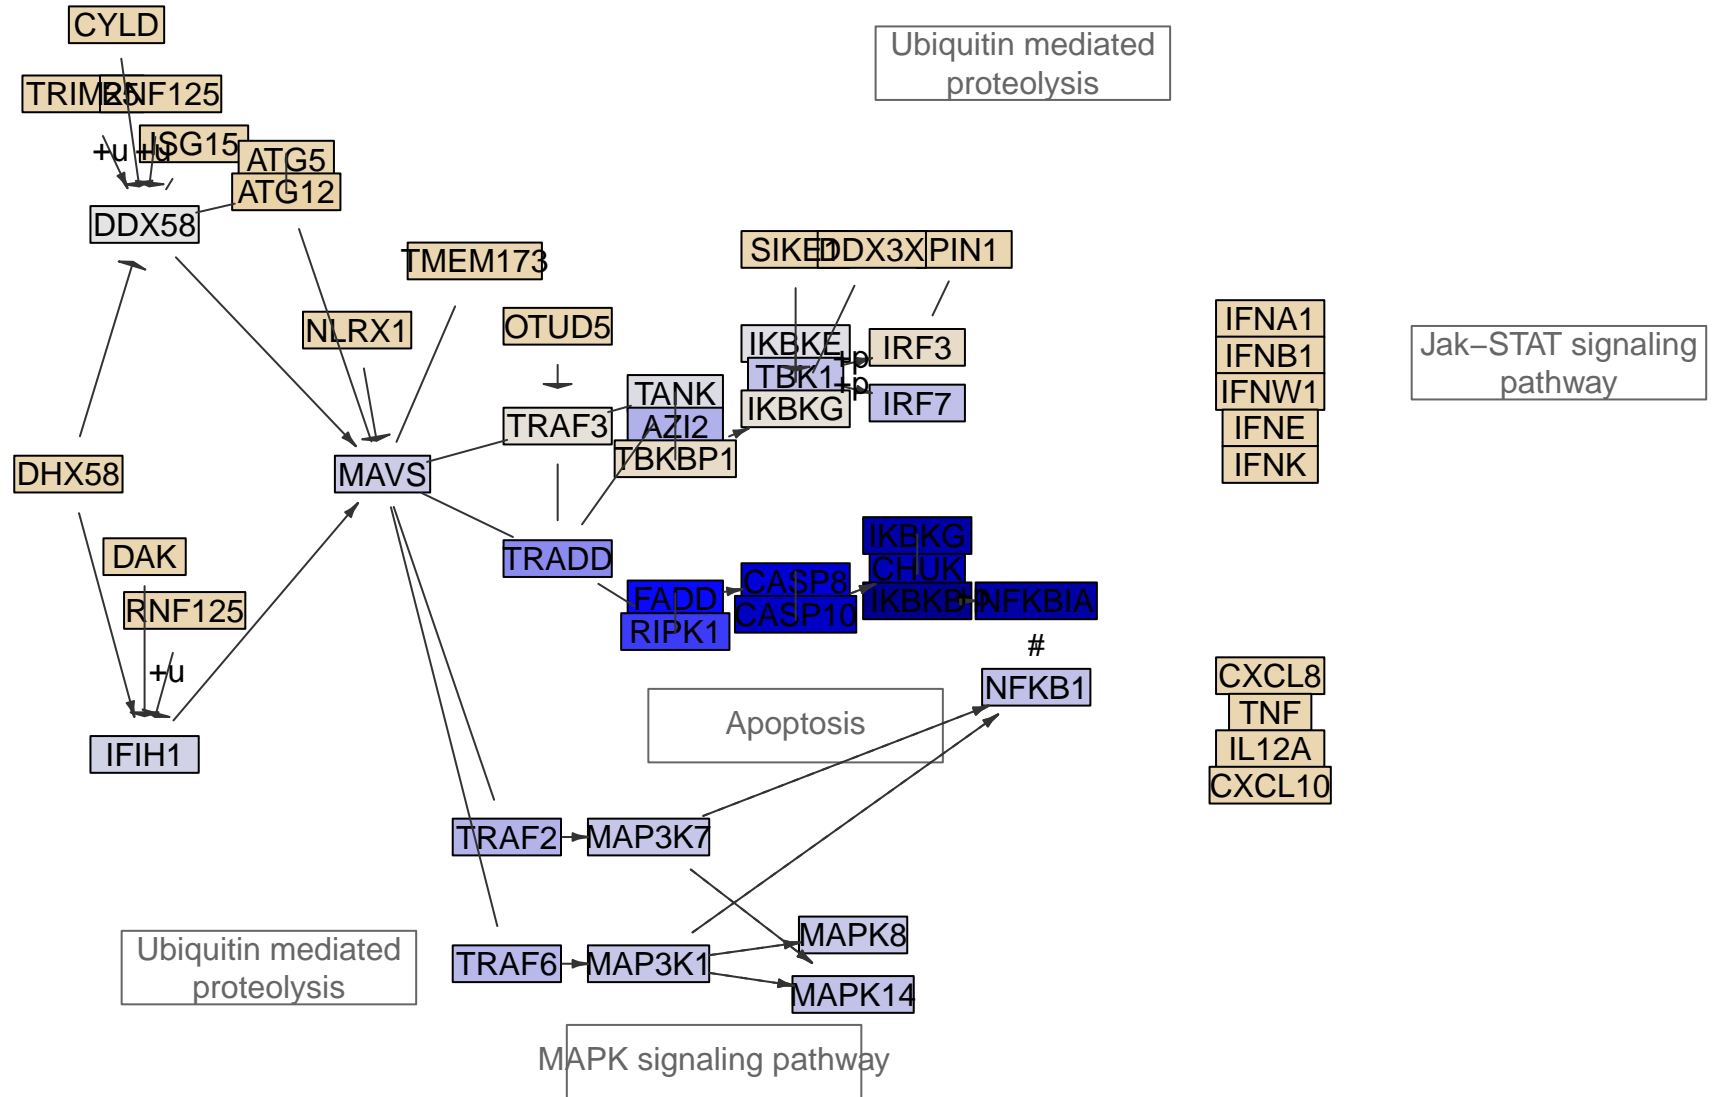 CYLD
Ubiquitin mediated
proteolysis
TRIM25
RNF125
ISG15
+u
+u
ATG5
ATG12
DDX58
TMEM173
SIKE1
DDX3X
PIN1
NLRX1
OTUD5
IKBKE
TBK1
IKBKG
+p
+p
IRF3
IRF7
IFNA1
IFNB1
IFNW1
IFNE
IFNK
Jak−STAT signaling
pathway
TANK
AZI2
TBKBP1
TRAF3
DHX58
MAVS
DAK
RNF125
+u
IFIH1
TRADD
FADD
RIPK1
CASP8
CASP10
IKBKG
CHUK
IKBKB
NFKBIA
#
NFKB1
Apoptosis
CXCL8
TNF
IL12A
CXCL10
TRAF2
MAP3K7
TRAF6
MAP3K1
MAPK8
MAPK14
Ubiquitin mediated
proteolysis
MAPK signaling pathway